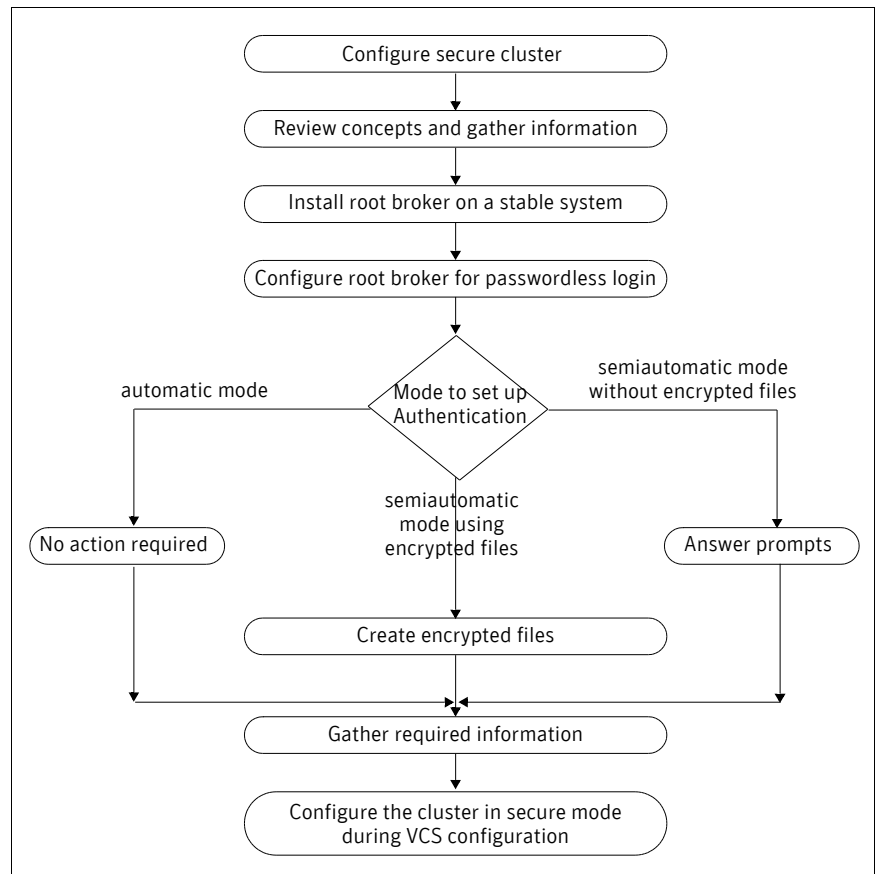 Configure secure cluster
Review concepts and gather information
Install root broker on a stable system
Configure root broker for passwordless login
automatic mode
Mode to set up
Authentication
semiautomatic mode
without encrypted files
semiautomatic
mode using
encrypted files
No action required
Answer prompts
Create encrypted files
Gather required information
Configure the cluster in secure mode
during VCS configuration